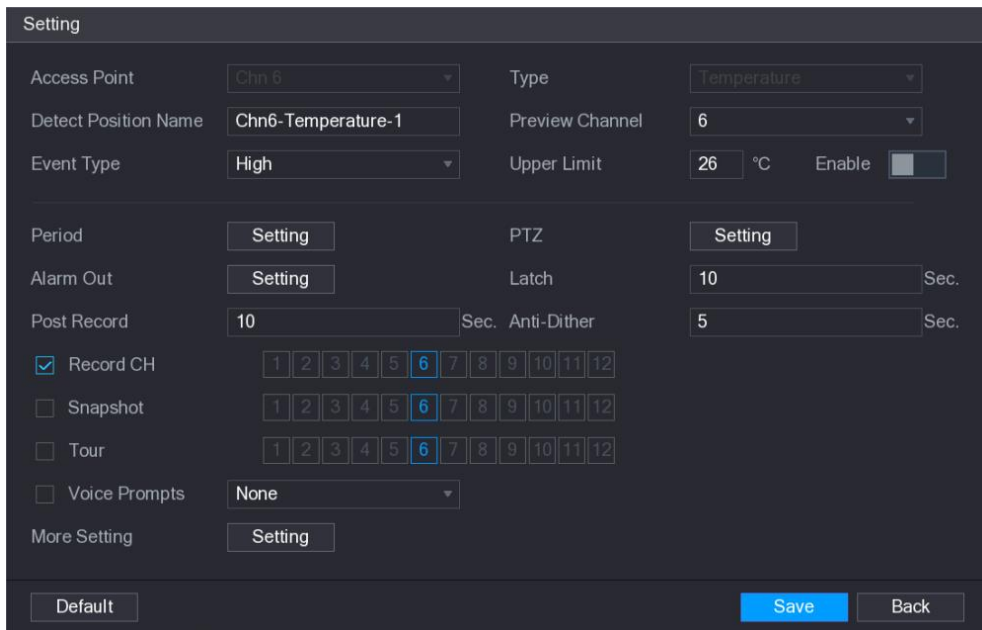 Setting
Access Point Chn 6 Type Temperature
Detect Position Name Chn6-Temperature-1 Preview Channel 6
Event Type High Upper Limit 26 °C Enable
Period Setting PTZ Setting
Alarm Out Setting Latch 10 Sec.
Post Record 10 Sec. Anti-Dither 5 Sec.
Record CH 1 2 3 4 5 6 7 8 9 10 11 12
Snapshot 1 2 3 4 5 6 7 8 9 10 11 12
Tour 1 2 3 4 5 6 7 8 9 10 11 12
Voice Prompts None
More Setting Setting
Default Save Back